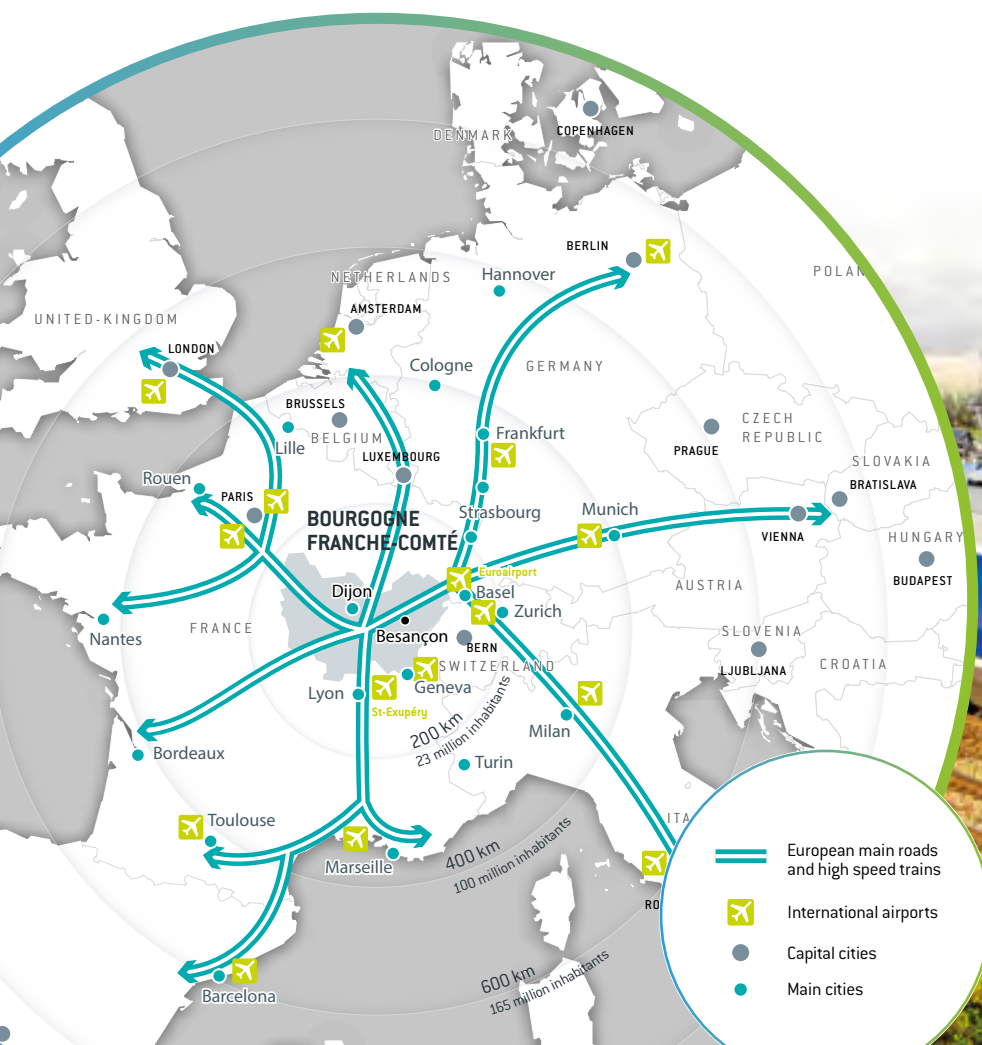 DENMARK
COPENHAGEN
BERLIN
POLAN
NETHERLANDS
Hannover
AMSTERDAM
UNITED-KINGDOM
LONDON
Cologne
GERMANY
BRUSSELS
BELGIUM
Lille
LUXEMBOURG
Frankfurt
PRAGUE
CZECH
REPUBLIC
SLOVAKIA
BRATISLAVA
Rouen
PARIS
BOURGOGNE
FRANCHE-COMTÉ
Strasbourg
Munich
VIENNA
HUNGARY
BUDAPEST
Euroairport
Basel
AUSTRIA
Dijon
Zurich
Nantes
FRANCE
Besançon
BERN
SLOVENIA
SWITZERLAND
LJUBLJANA
CROATIA
Lyon
Geneva
St-Exupéry
200 km
23 million inhabitants
Milan
Bordeaux
Turin
Toulouse
ITA
Marseille
400 km
100 million inhabitants
RO
600 km
165 million inhabitants
Barcelona
European main roads
and high speed trains
International airports
Capital cities
Main cities